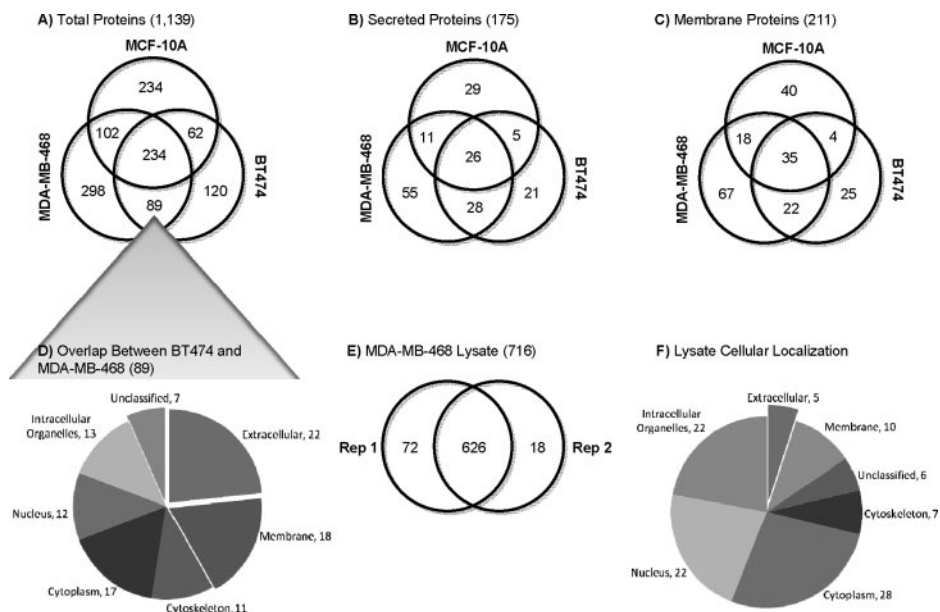 A) Total Proteins (1,139)
MCF-10A
234
102
62
234
MDA-MB-468
BT474
298
89
120
B) Secreted Proteins (175)
MCF-10A
29
11
5
26
MDA-MB-468
BT474
55
28
21
C) Membrane Proteins (211)
MCF-10A
40
18
4
35
MDA-MB-468
BT474
67
22
25
D) Overlap Between BT474 and
MDA-MB-468 (89)
Unclassified, 7
Intracellular
Organelles, 13
Extracellular, 22
Nucleus, 12
Membrane, 18
Cytoplasm, 17
Cytoskeleton, 11
E) MDA-MB-468 Lysate (716)
Rep 1
72
626
18
Rep 2
F) Lysate Cellular Localization
Extracellular, 5
Intracellular
Organelles, 22
Membrane, 10
Unclassified, 6
Cytoskeleton, 7
Nucleus, 22
Cytoplasm, 28